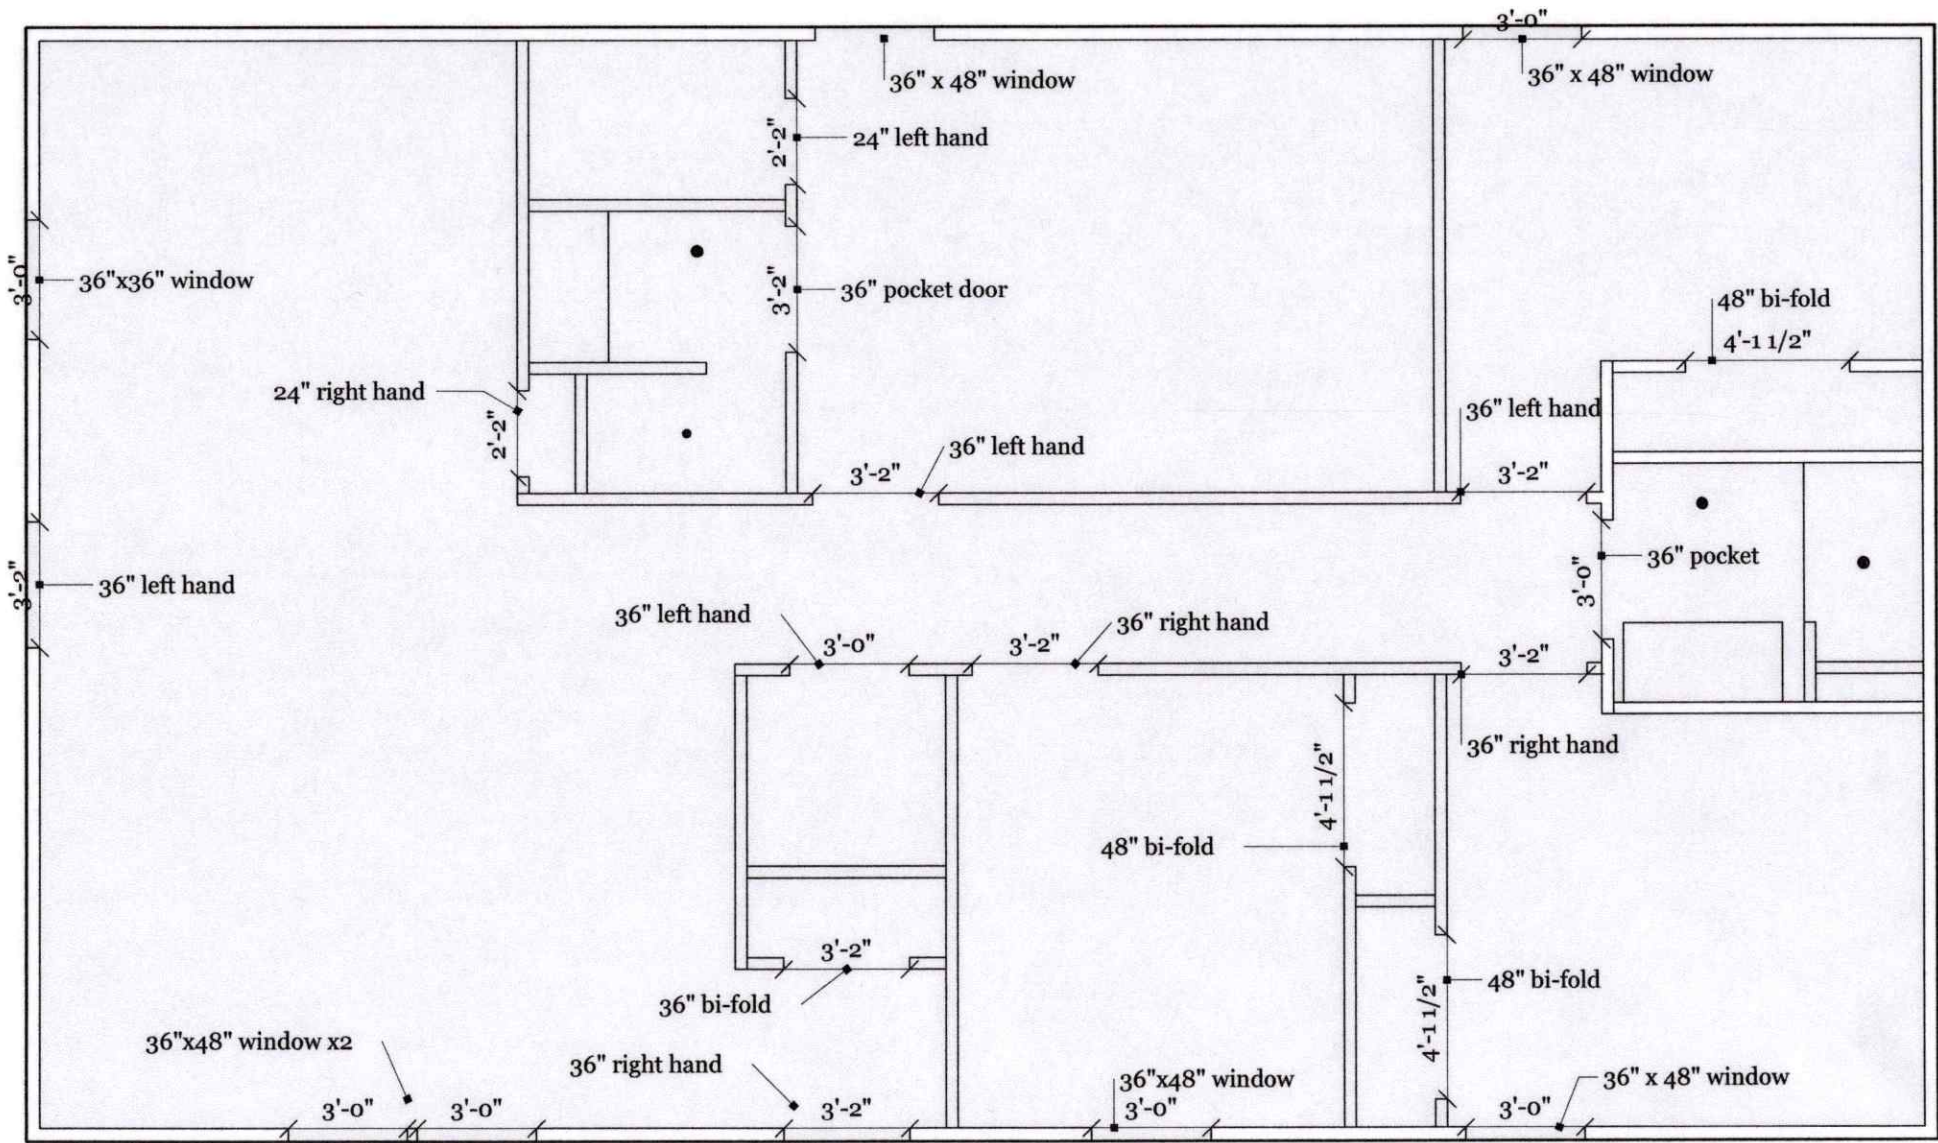 3'-0"
36" x 48" window
36" x 48" window
2'-2"
24" left hand
3'-0"
36"x36" window
3'-2"
36" pocket door
48" bi-fold
4'-1 1/2"
24" right hand
2'-2"
36" left hand
36" left hand
3'-2"
3'-2"
3'-2"
36" left hand
3'-0"
36" pocket
36" left hand
3'-0"
3'-2"
36" right hand
3'-2"
36" right hand
4'-1 1/2"
48" bi-fold
3'-2"
36" bi-fold
48" bi-fold
4'-1 1/2"
36"x48" window x2
36" right hand
36"x48" window
36" x 48" window
3'-0"
3'-0"
3'-2"
3'-0"
3'-0"